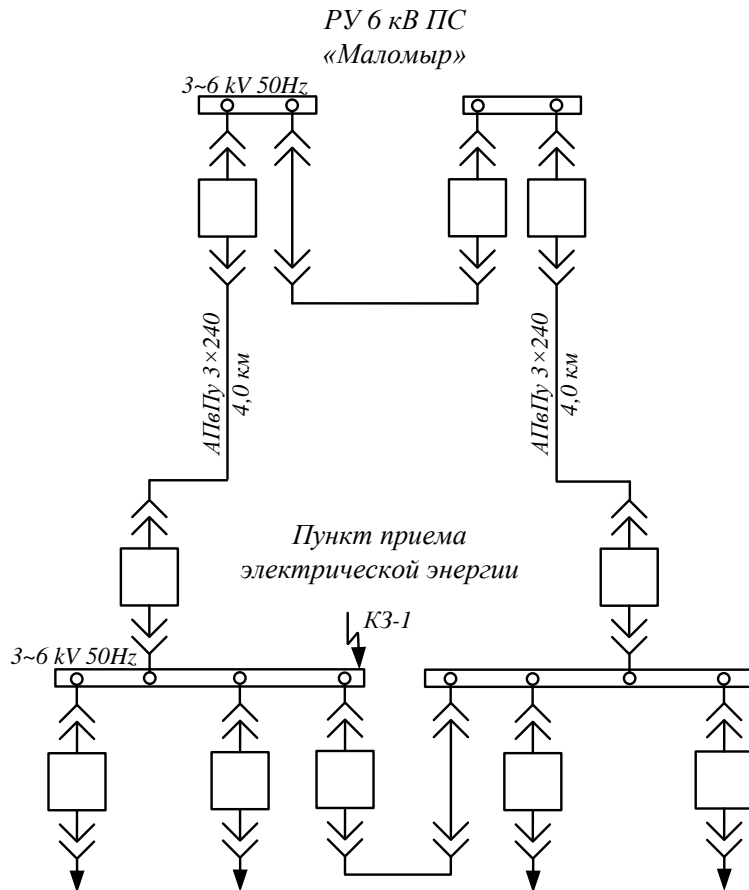 РУ 6 кВ ПС
«Маломыр»
3~6 kV 50Hz
АПвПу 3×240
4,0 км
АПвПу 3×240
4,0 км
Пункт приема
электрической энергии
КЗ-1
3~6 kV 50Hz